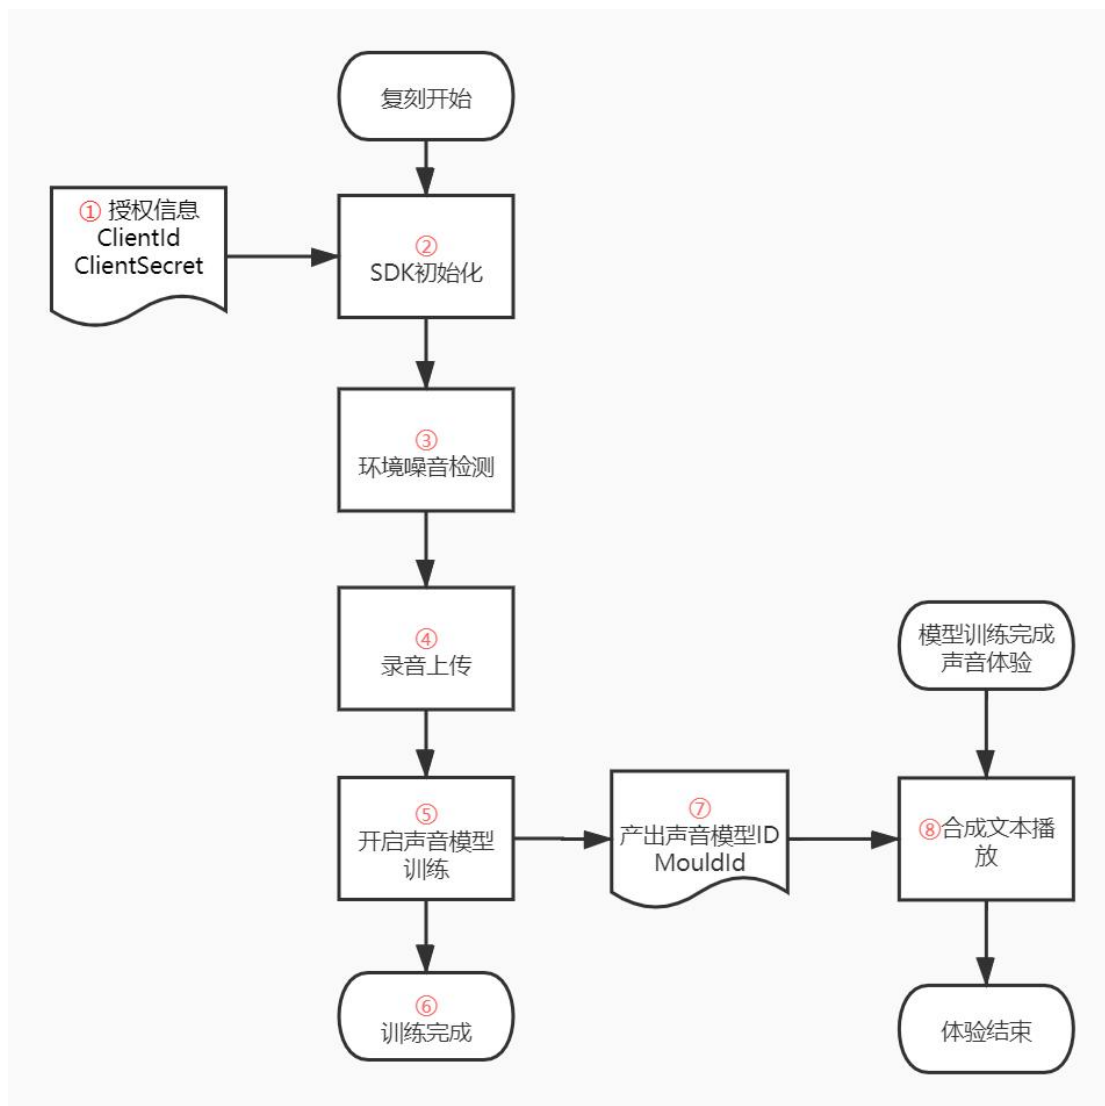 复刻开始
① 授权信息
ClientId
ClientSecret
②
SDK初始化
③
环境噪音检测
④
录音上传
模型训练完成
声音体验
⑤
开启声音模型
训练
⑦
产出声音模型ID
MouldId
⑧合成文本播
放
⑥
训练完成
体验结束